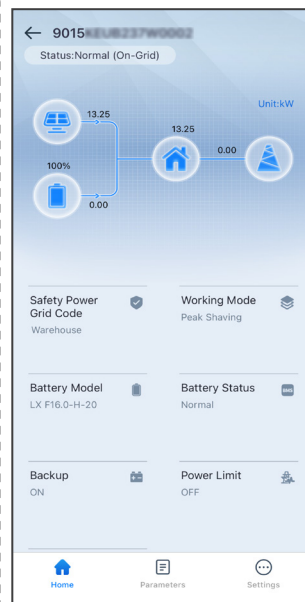 9015
Status:Normal (On-Grid)
Unit:kW
13.25
13.25
0.00
100%
0.00
Safety Power
Grid Code
Warehouse
Working Mode
Peak Shaving
Battery Model
LX F16.0-H-20
Battery Status
Normal
BMS
Backup
ON
Power Limit
OFF
Home
Parameters
Settings